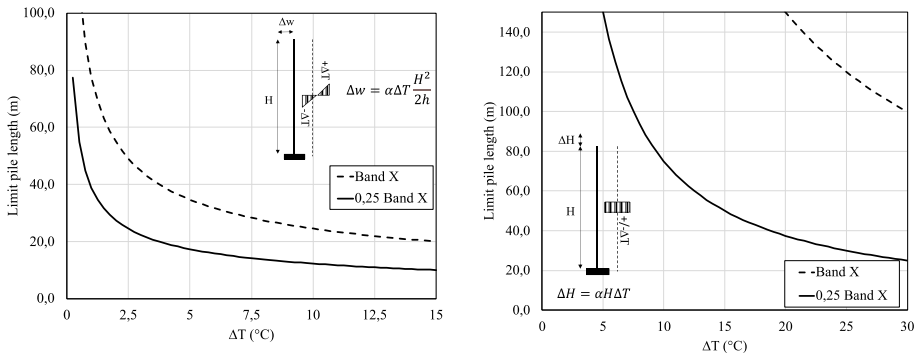 100,0
80,0
60,0
40,0
20,0
0,0
Limit pile length (m)
0
2,5
5
7,5
10
12,5
15
ΔT (°C)
Δw
H
+ΔT
-ΔT
Δw = αΔT H²/2h
Band X
0,25 Band X
140,0
120,0
100,0
80,0
60,0
40,0
20,0
0,0
Limit pile length (m)
0
5
10
15
20
25
30
ΔT (°C)
ΔH
H
+/-ΔT
ΔH = αHΔT
Band X
0,25 Band X